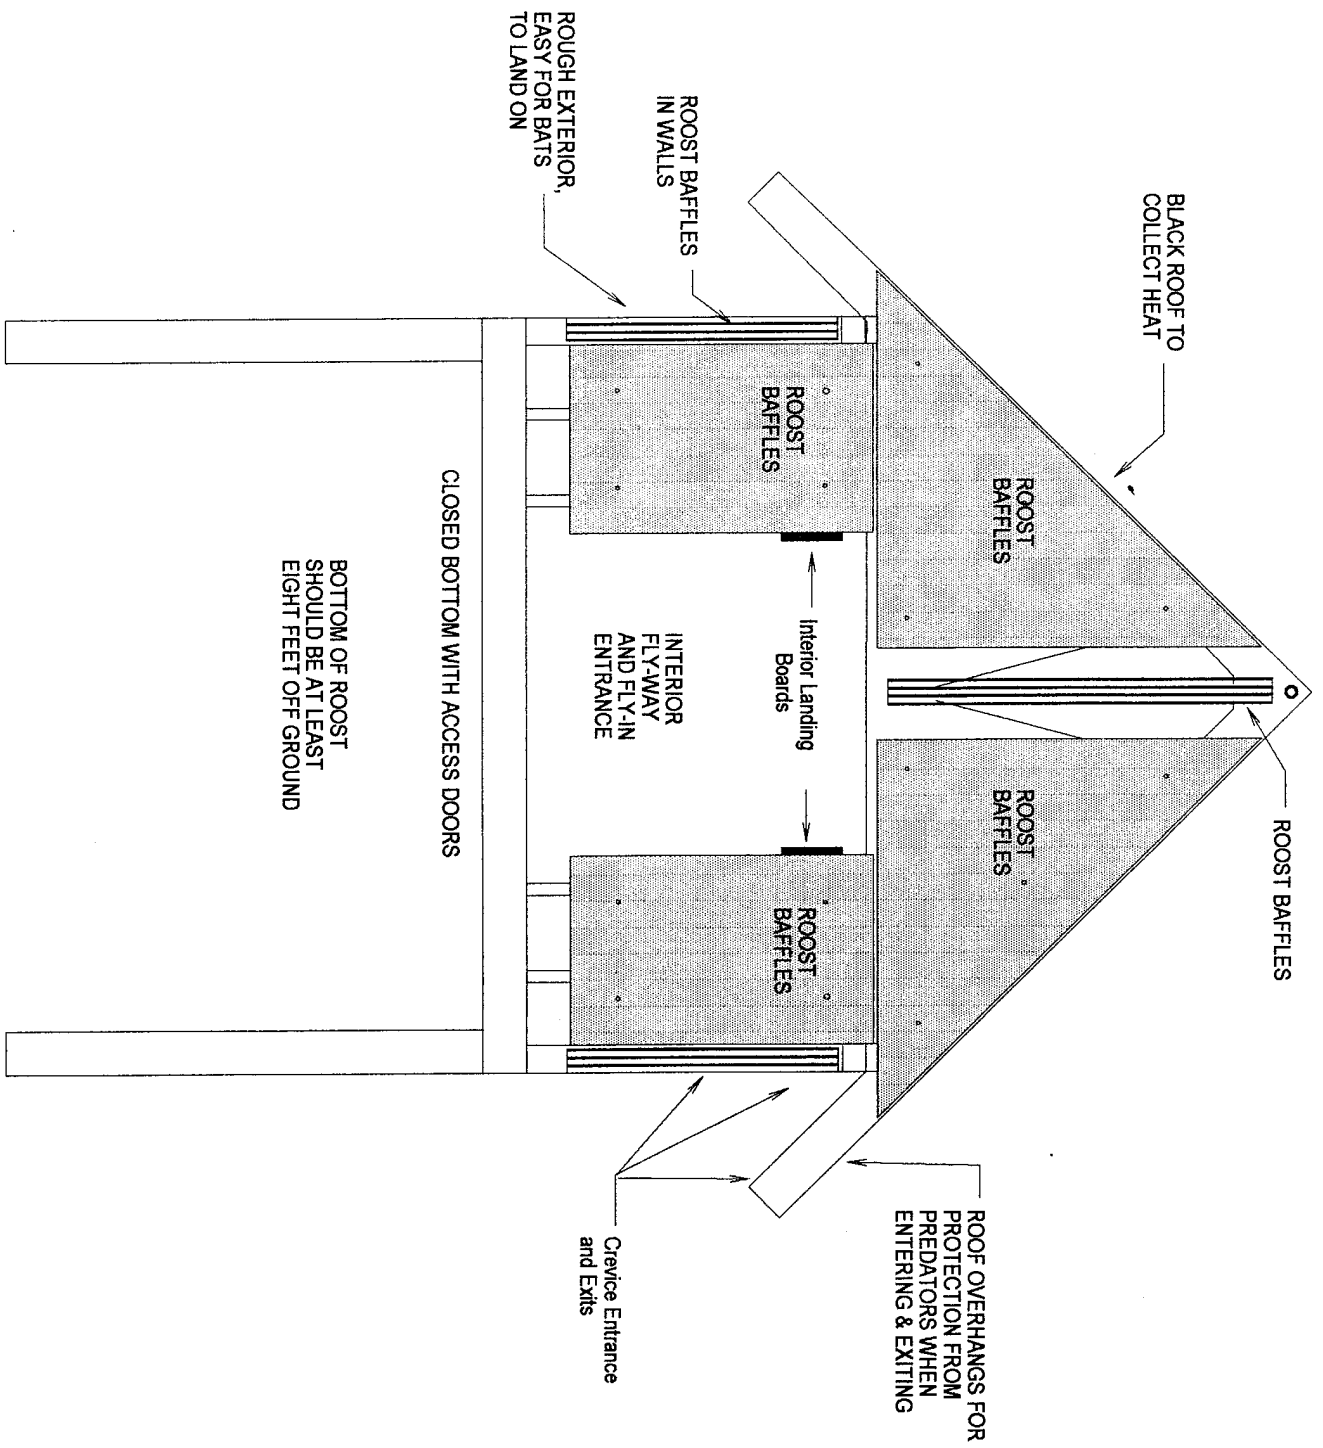 BLACK ROOF TO
COLLECT HEAT
ROOST BAFFLES
ROOST
BAFFLES
ROOST
BAFFLES
ROOF OVERHANGS FOR
PROTECTION FROM
PREDATORS WHEN
ENTERING & EXITING
ROOST BAFFLES
IN WALLS
ROOST
BAFFLES
Interior Landing
Boards
ROOST
BAFFLES
ROUGH EXTERIOR,
EASY FOR BATS
TO LAND ON
INTERIOR
FLY-WAY
AND FLY-IN
ENTRANCE
Crevice Entrance
and Exits
CLOSED BOTTOM WITH ACCESS DOORS
BOTTOM OF ROOST
SHOULD BE AT LEAST
EIGHT FEET OFF GROUND